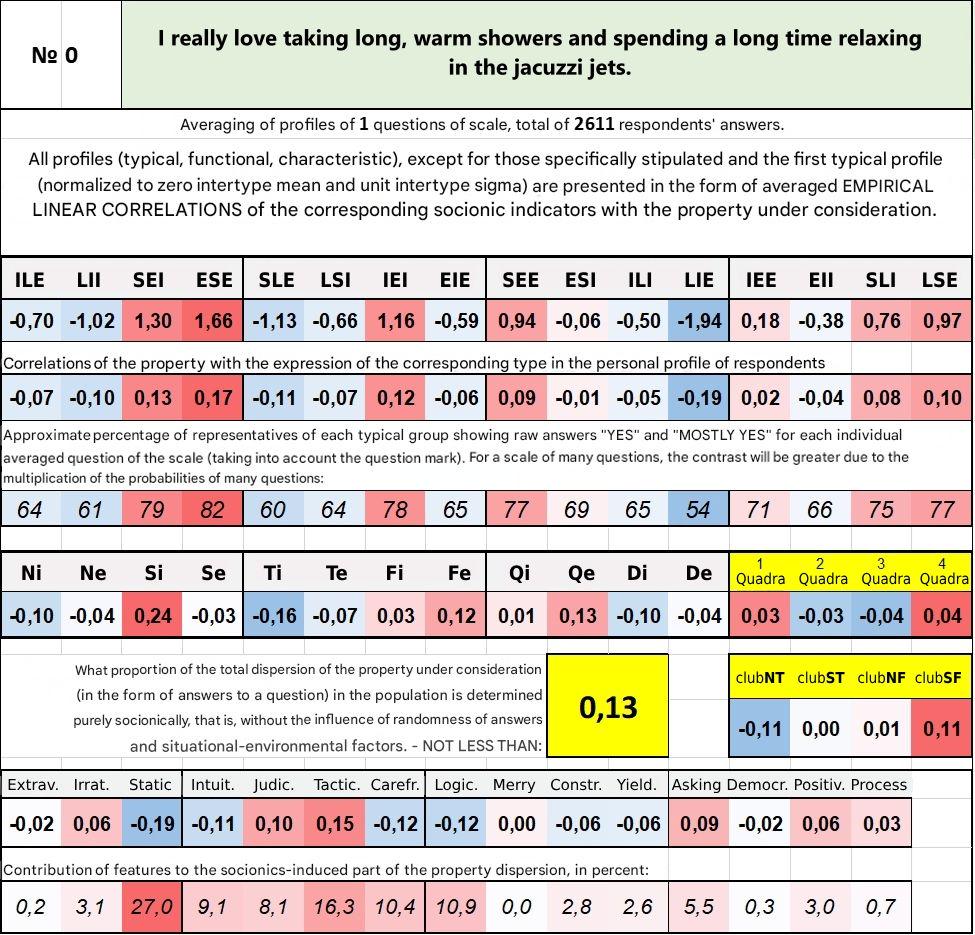 № 0
I really love taking long, warm showers and spending a long time relaxing
in the jacuzzi jets.
Averaging of profiles of 1 questions of scale, total of 2611 respondents' answers.
All profiles (typical, functional, characteristic), except for those specifically stipulated and the first typical profile
(normalized to zero intertype mean and unit intertype sigma) are presented in the form of averaged EMPIRICAL
LINEAR CORRELATIONS of the corresponding socionic indicators with the property under consideration.
ILE LII SEI ESE SLE LSI IEI EIE SEE ESI ILI LIE IEE EII SLI LSE
-0,70 -1,02 1,30 1,66 -1,13 -0,66 1,16 -0,59 0,94 -0,06 -0,50 -1,94 0,18 -0,38 0,76 0,97
Correlations of the property with the expression of the corresponding type in the personal profile of respondents
-0,07 -0,10 0,13 0,17 -0,11 -0,07 0,12 -0,06 0,09 -0,01 -0,05 -0,19 0,02 -0,04 0,08 0,10
Approximate percentage of representatives of each typical group showing raw answers "YES" and "MOSTLY YES" for each individual
averaged question of the scale (taking into account the question mark). For a scale of many questions, the contrast will be greater due to the
multiplication of the probabilities of many questions:
64 61 79 82 60 64 78 65 77 69 65 54 71 66 75 77
Ni Ne Si Se Ti Te Fi Fe Qi Qe Di De 1 Quadra 2 Quadra 3 Quadra 4 Quadra
-0,10 -0,04 0,24 -0,03 -0,16 -0,07 0,03 0,12 0,01 0,13 -0,10 -0,04 0,03 -0,03 -0,04 0,04
What proportion of the total dispersion of the property under consideration
(in the form of answers to a question) in the population is determined
purely socionically, that is, without the influence of randomness of answers
and situational-environmental factors. - NOT LESS THAN:
0,13
clubNT clubST clubNF clubSF
-0,11 0,00 0,01 0,11
Extrav. Irrat. Static Intuit. Judic. Tactic. Carefr. Logic. Merry Constr. Yield. Asking Democr. Positiv. Process
-0,02 0,06 -0,19 -0,11 0,10 0,15 -0,12 -0,12 0,00 -0,06 -0,06 0,09 -0,02 0,06 0,03
Contribution of features to the socionics-induced part of the property dispersion, in percent:
0,2 3,1 27,0 9,1 8,1 16,3 10,4 10,9 0,0 2,8 2,6 5,5 0,3 3,0 0,7